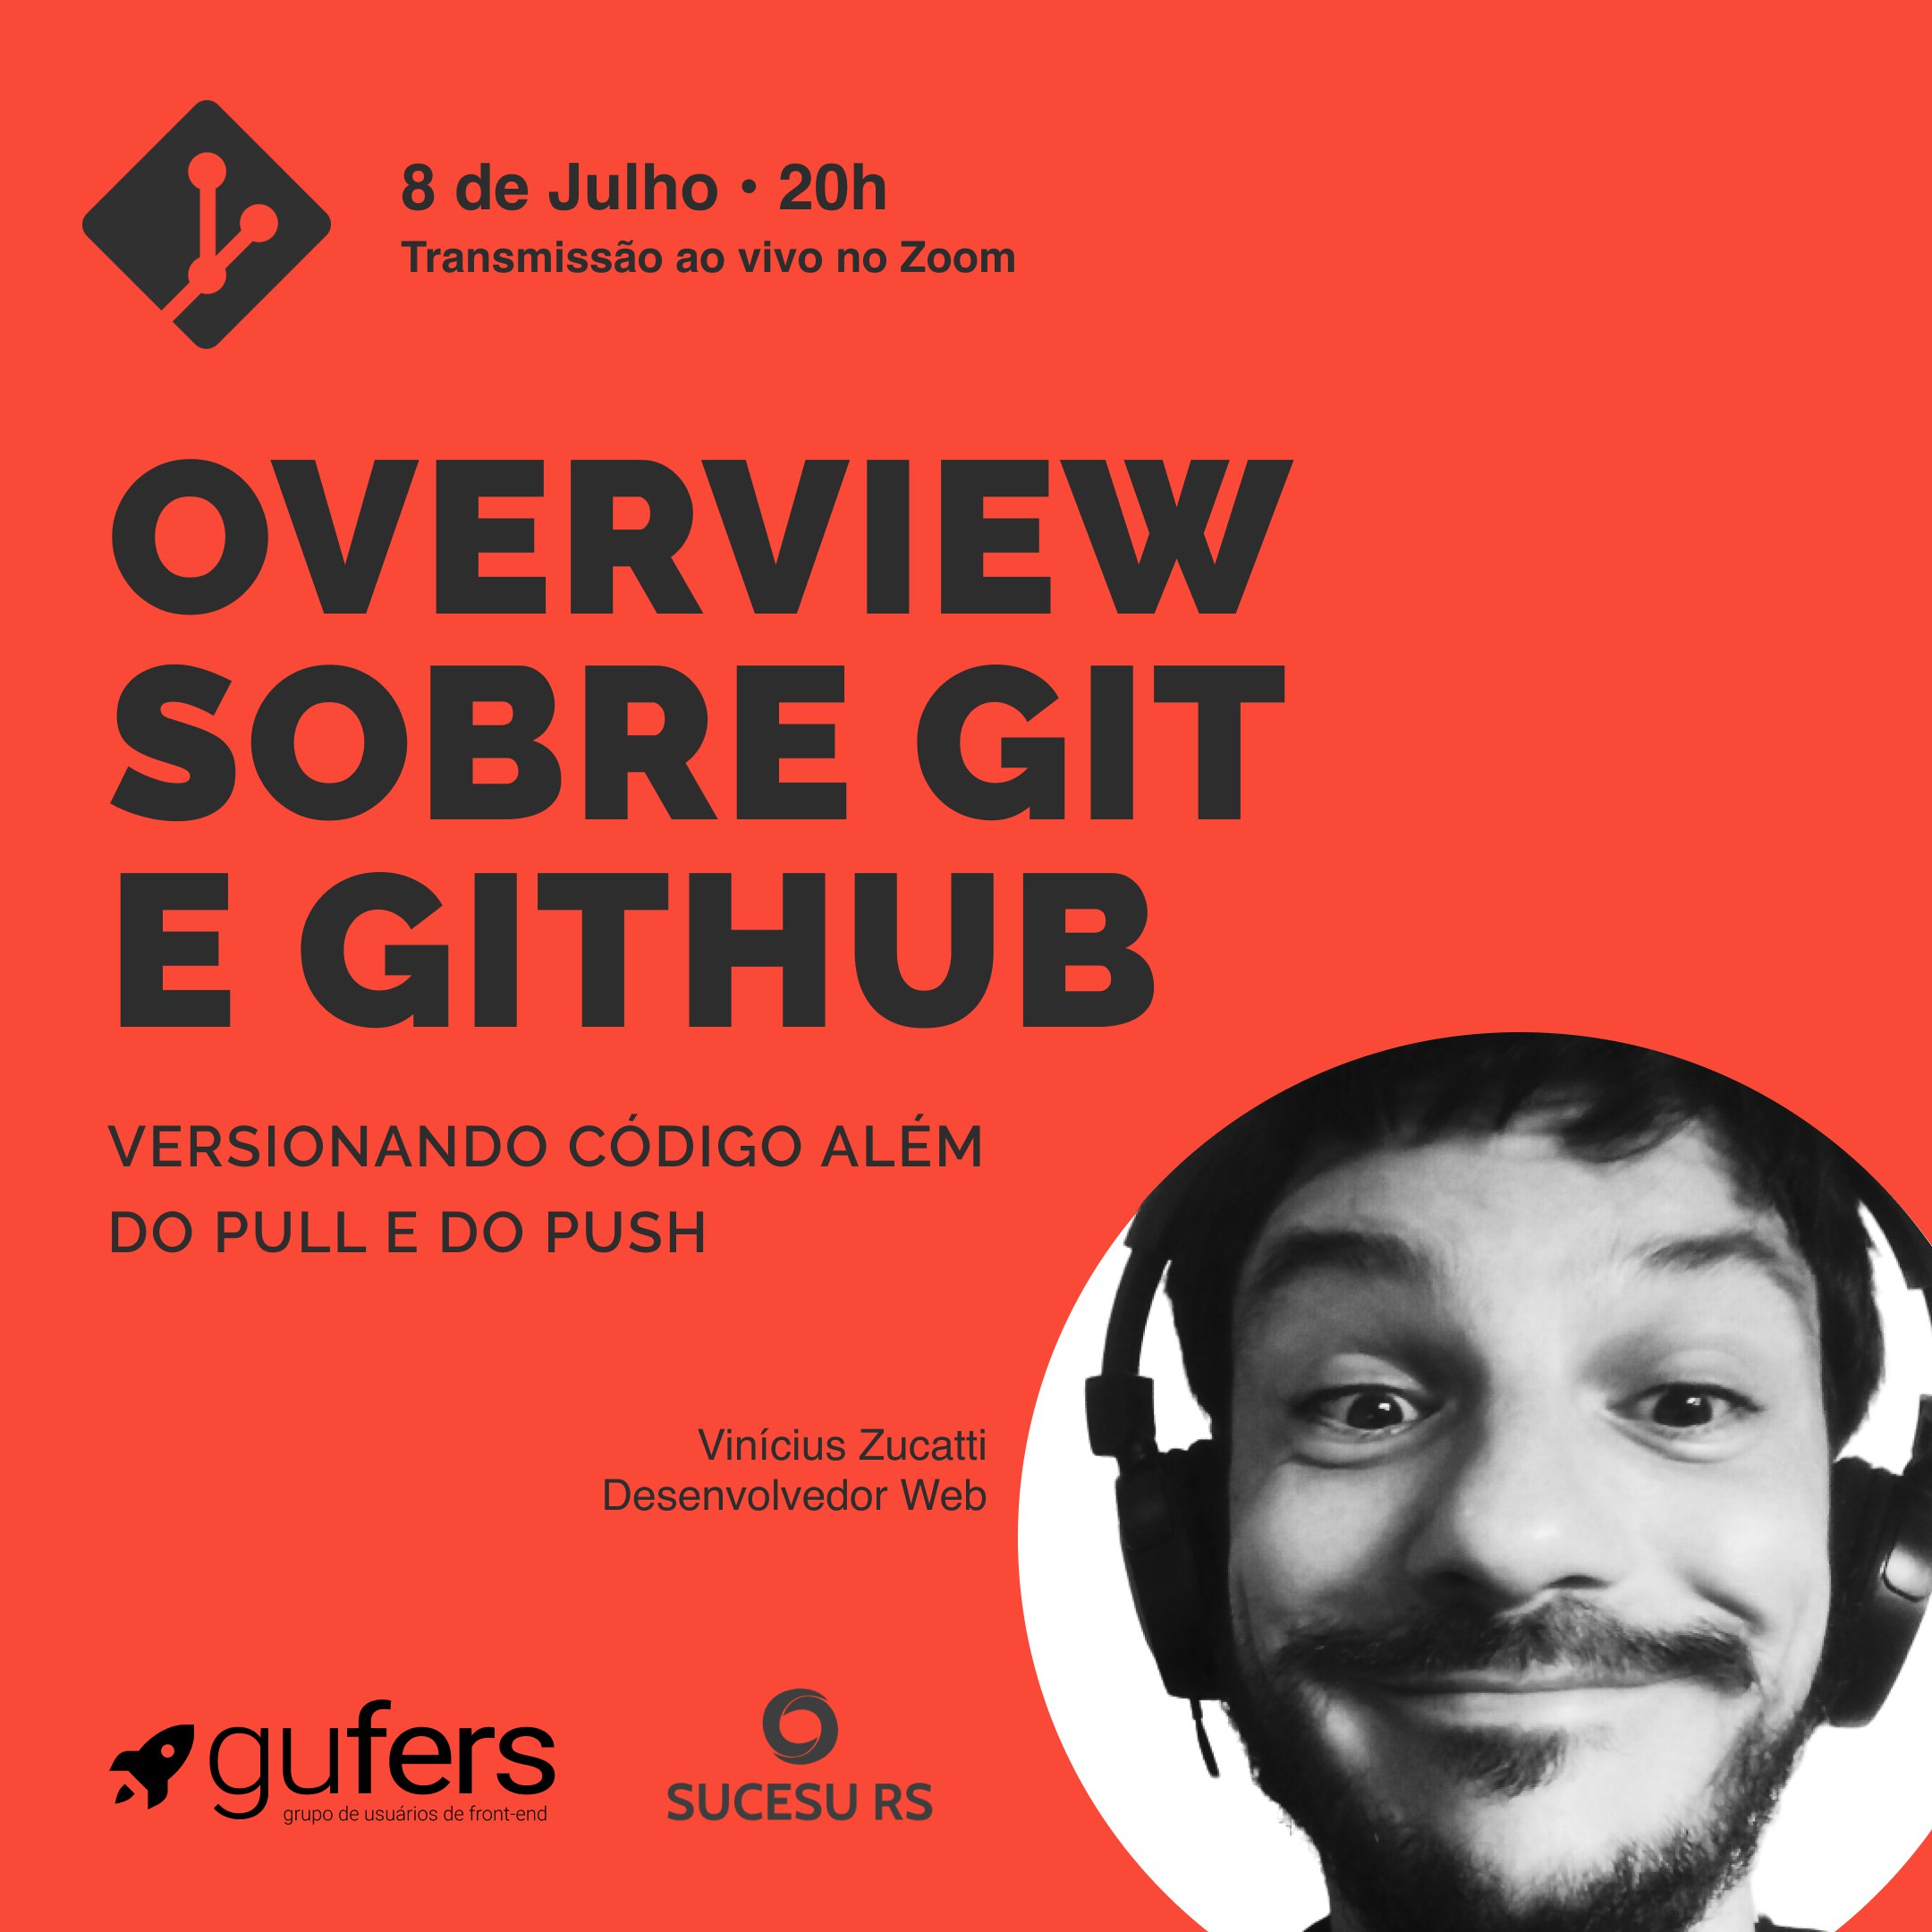 8 de Julho • 20h
Transmissão ao vivo no Zoom
OVERVIEW
SOBRE GIT
E GITHUB
VERSIONANDO CÓDIGO ALÉM
DO PULL E DO PUSH
Vinícius Zucatti
Desenvolvedor Web
gufers
grupo de usuários de front-end
SUCESU RS